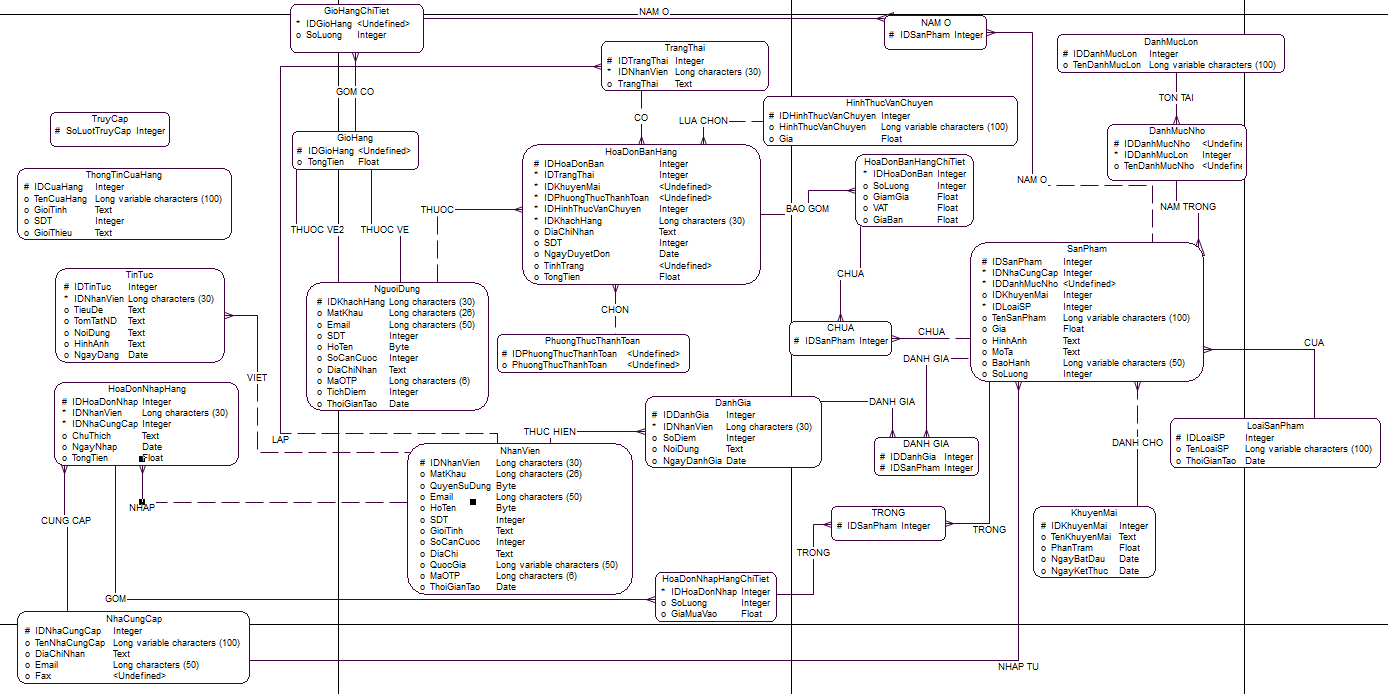 GioHangChiTiet
* IDGioHang <Undefined>
o SoLuong Integer
NAM O
NAM O
# IDSanPham Integer
TrangThai
# IDTrangThai Integer
* IDNhanVien Long characters (30)
o TrangThai Text
DanhMucLon
# IDDanhMucLon Integer
o TenDanhMucLon Long variable characters (100)
GOM CO
TON TAI
TruyCap
# SoLuotTruyCap Integer
CO
LUA CHON
HinhThucVanChuyen
# IDHinhThucVanChuyen Integer
o HinhThucVanChuyen Long variable characters (100)
o Gia Float
GioHang
# IDGioHang <Undefined>
o TongTien Float
DanhMucNho
# IDDanhMucNho <Undefine
* IDDanhMucLon Integer
o TenDanhMucNho <Undefine
HoaDonBanHang
# IDHoaDonBan Integer
* IDTrangThai Integer
* IDKhuyenMai <Undefined>
* IDPhuongThucThanhToan <Undefined>
* IDHinhThucVanChuyen Integer
* IDKhachHang Long characters (30)
o DiaChiNhan Text
o SDT Integer
o NgayDuyetDon Date
o TinhTrang <Undefined>
o TongTien Float
HoaDonBanHangChiTiet
* IDHoaDonBan Integer
o SoLuong Integer
o GiamGia Float
o VAT Float
o GiaBan Float
ThongTinCuaHang
# IDCuaHang Integer
o TenCuaHang Long variable characters (100)
o GioiTinh Text
o SDT Integer
o GioiThieu Text
NAM O
THUOC
BAO GOM
NAM TRONG
THUOC VE2
THUOC VE
SanPham
# IDSanPham Integer
* IDNhaCungCap Integer
* IDDanhMucNho <Undefined>
o IDKhuyenMai Integer
* IDLoaiSP Integer
o TenSanPham Long variable characters (100)
o Gia Float
o HinhAnh Text
o MoTa Text
o BaoHanh Long variable characters (50)
o SoLuong Integer
TinTuc
# IDTinTuc Integer
* IDNhanVien Long characters (30)
o TieuDe Text
o TomTatND Text
o NoiDung Text
o HinhAnh Text
o NgayDang Date
CHUA
NguoiDung
# IDKhachHang Long characters (30)
o MatKhau Long characters (26)
o Email Long characters (50)
o SDT Integer
o HoTen Byte
o SoCanCuoc Integer
o DiaChiNhan Text
o MaOTP Long characters (6)
o TichDiem Integer
o ThoiGianTao Date
CHON
CHUA
# IDSanPham Integer
CHUA
PhuongThucThanhToan
# IDPhuongThucThanhToan <Undefined>
o PhuongThucThanhToan <Undefined>
CUA
DANH GIA
VIET
HoaDonNhapHang
# IDHoaDonNhap Integer
* IDNhanVien Long characters (30)
* IDNhaCungCap Integer
o ChuThich Text
o NgayNhap Date
o TongTien Float
DanhGia
# IDDanhGia Integer
* IDNhanVien Long characters (30)
o SoDiem Integer
o NoiDung Text
o NgayDanhGia Date
DANH GIA
LoaiSanPham
# IDLoaiSP Integer
o TenLoaiSP Long variable characters (100)
o ThoiGianTao Date
THUC HIEN
LAP
DANH GIA
# IDDanhGia Integer
# IDSanPham Integer
DANH CHO
NhanVien
# IDNhanVien Long characters (30)
o MatKhau Long characters (26)
o QuyenSuDung Byte
o Email Long characters (50)
o HoTen Byte
o SDT Integer
o GioiTinh Text
o SoCanCuoc Integer
o DiaChi Text
o QuocGia Long variable characters (50)
o MaOTP Long characters (6)
o ThoiGianTao Date
NHAP
CUNG CAP
TRONG
# IDSanPham Integer
TRONG
KhuyenMai
# IDKhuyenMai Integer
o TenKhuyenMai Text
o PhanTram Float
o NgayBatDau Date
o NgayKetThuc Date
TRONG
HoaDonNhapHangChiTiet
* IDHoaDonNhap Integer
o SoLuong Integer
o GiaMuaVao Float
GOM
NhaCungCap
# IDNhaCungCap Integer
o TenNhaCungCap Long variable characters (100)
o DiaChiNhan Text
o Email Long characters (50)
o Fax <Undefined>
NHAP TU